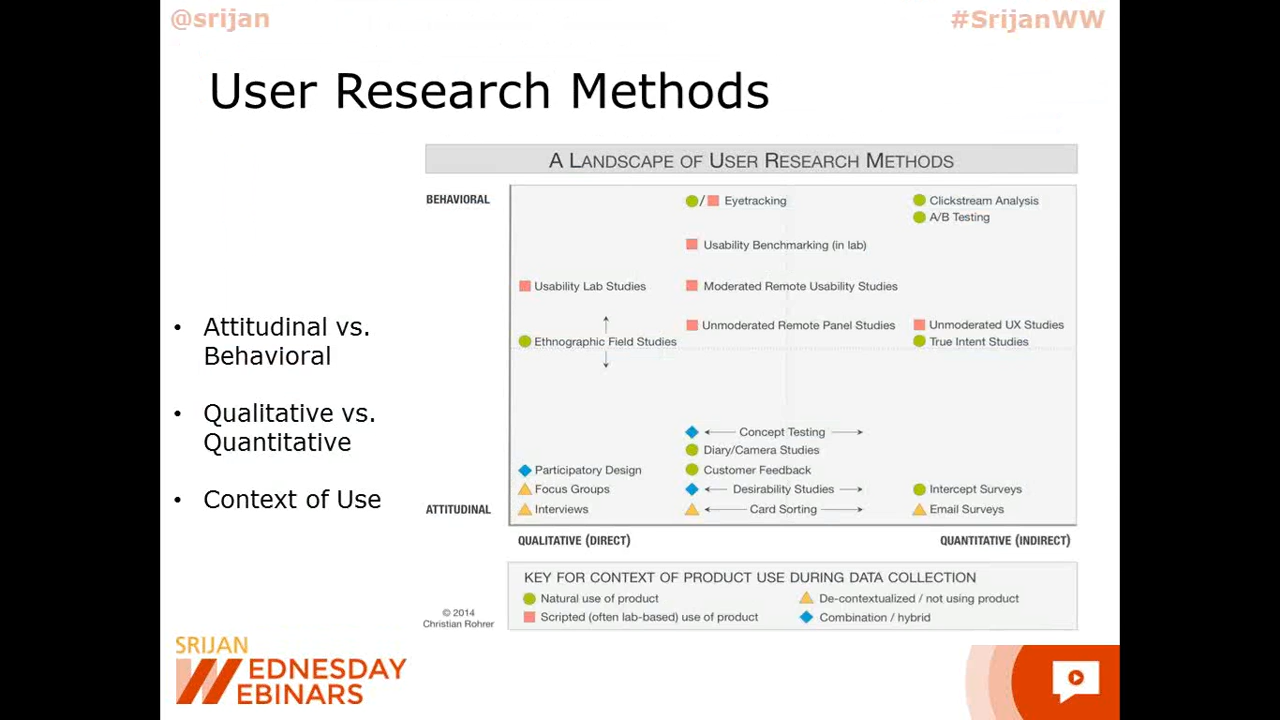 @srijan
#SrijanWW
User Research Methods
• Attitudinal vs.
Behavioral
• Qualitative vs.
Quantitative
• Context of Use
A LANDSCAPE OF USER RESEARCH METHODS
BEHAVIORAL
/ Eyetracking
Clickstream Analysis
A/B Testing
Usability Benchmarking (in lab)
Usability Lab Studies
Moderated Remote Usability Studies
Unmoderated Remote Panel Studies
Unmoderated UX Studies
Ethnographic Field Studies
True Intent Studies
Concept Testing
Diary/Camera Studies
Participatory Design
Customer Feedback
Focus Groups
Desirability Studies
Intercept Surveys
ATTITUDINAL
Interviews
Card Sorting
Email Surveys
QUALITATIVE (DIRECT)
QUANTITATIVE (INDIRECT)
KEY FOR CONTEXT OF PRODUCT USE DURING DATA COLLECTION
Natural use of product
De-contextualized / not using product
Scripted (often lab-based) use of product
Combination / hybrid
© 2014
Christian Rohrer
SRIJAN
WEDNESDAY
WEBINARS